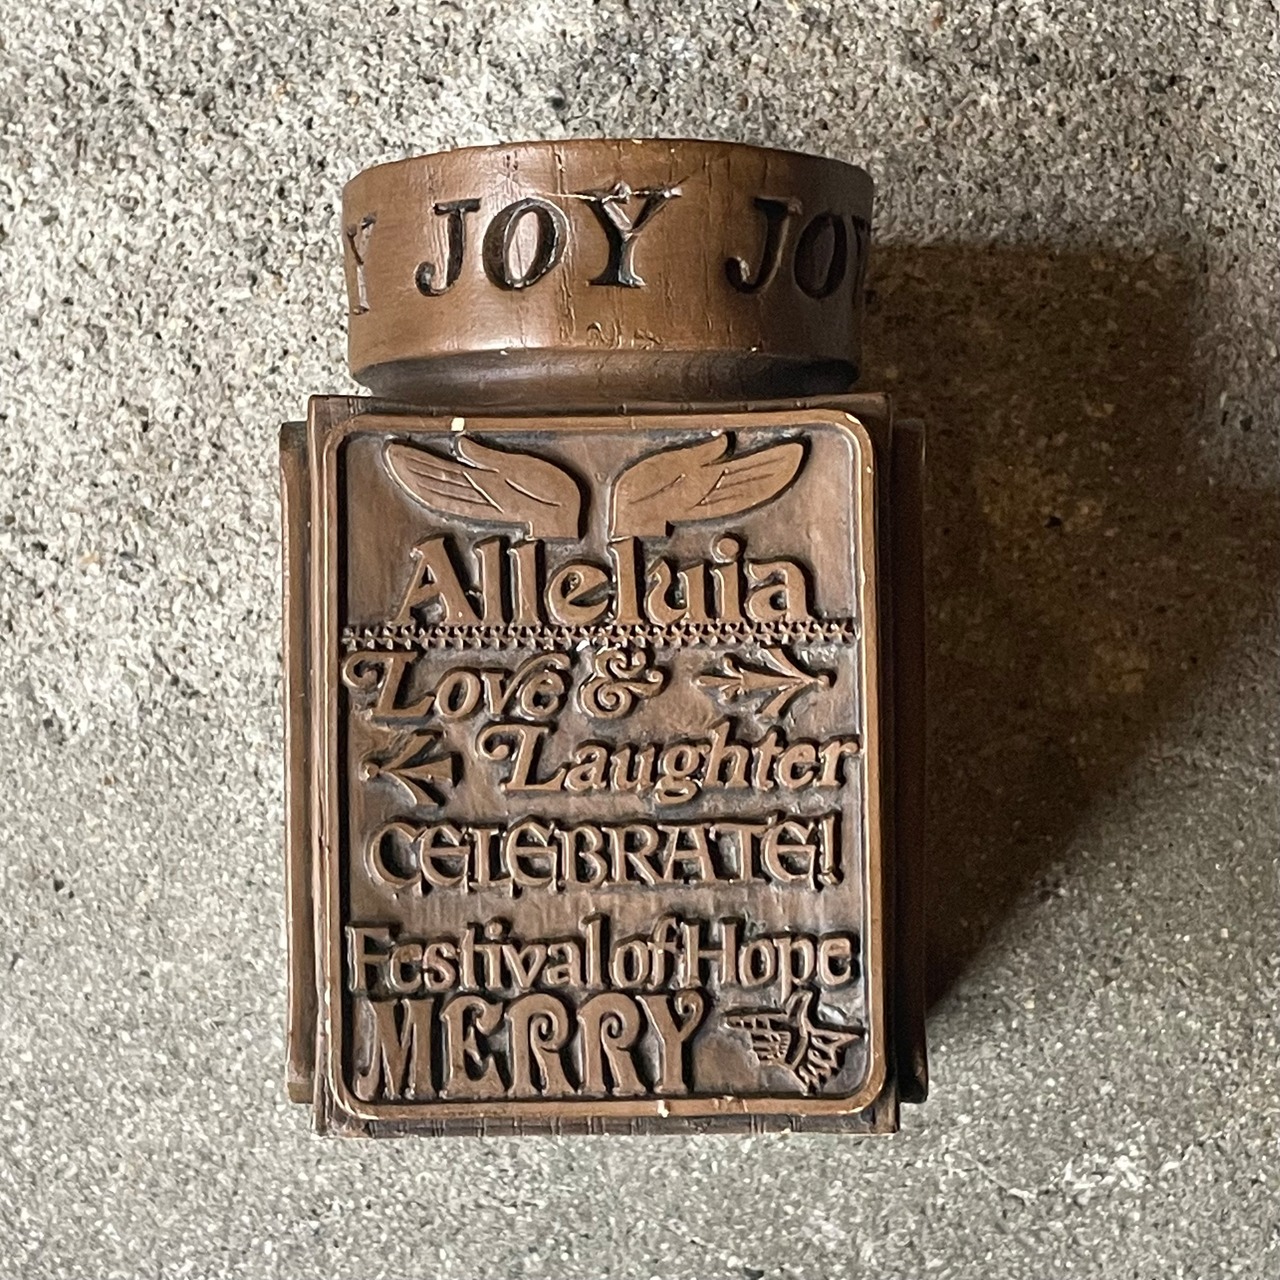 Y JOY JOY
Alleluia
Love &
Laughter
CELEBRATE!
Festival of Hope
MERRY